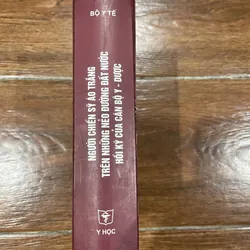 BỘ Y TẾ
NGƯỜI CHIẾN SỸ ÁO TRẮNG
TRÊN NHỮNG NẺO ĐƯỜNG ĐẤT NƯỚC
HỒI KÝ CỦA CÁN BỘ Y - DƯỢC
Y HỌC